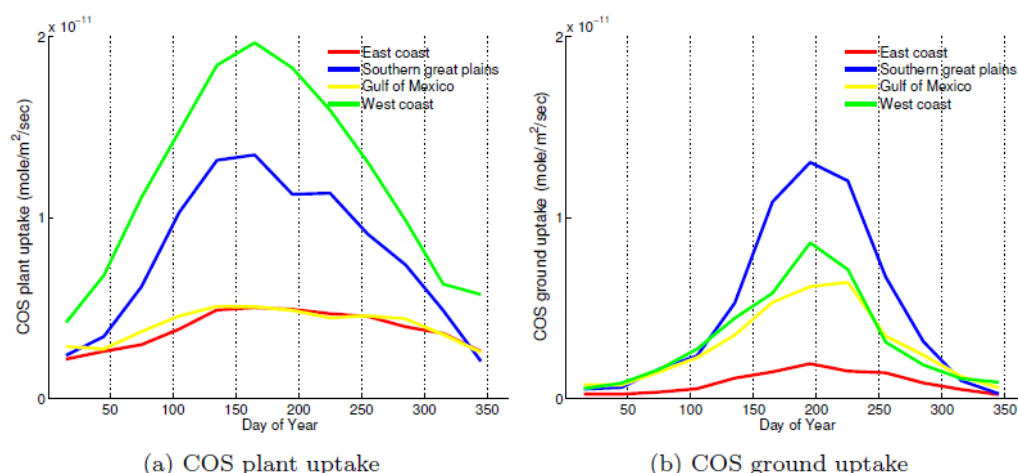 2 x 10⁻¹¹
East coast
Southern great plains
Gulf of Mexico
West coast
COS plant uptake (mole/m²/sec)
1
0
50 100 150 200 250 300 350
Day of Year
(a) COS plant uptake
2 x 10⁻¹¹
East coast
Southern great plains
Gulf of Mexico
West coast
COS ground uptake (mole/m²/sec)
1
0
50 100 150 200 250 300 350
Day of Year
(b) COS ground uptake